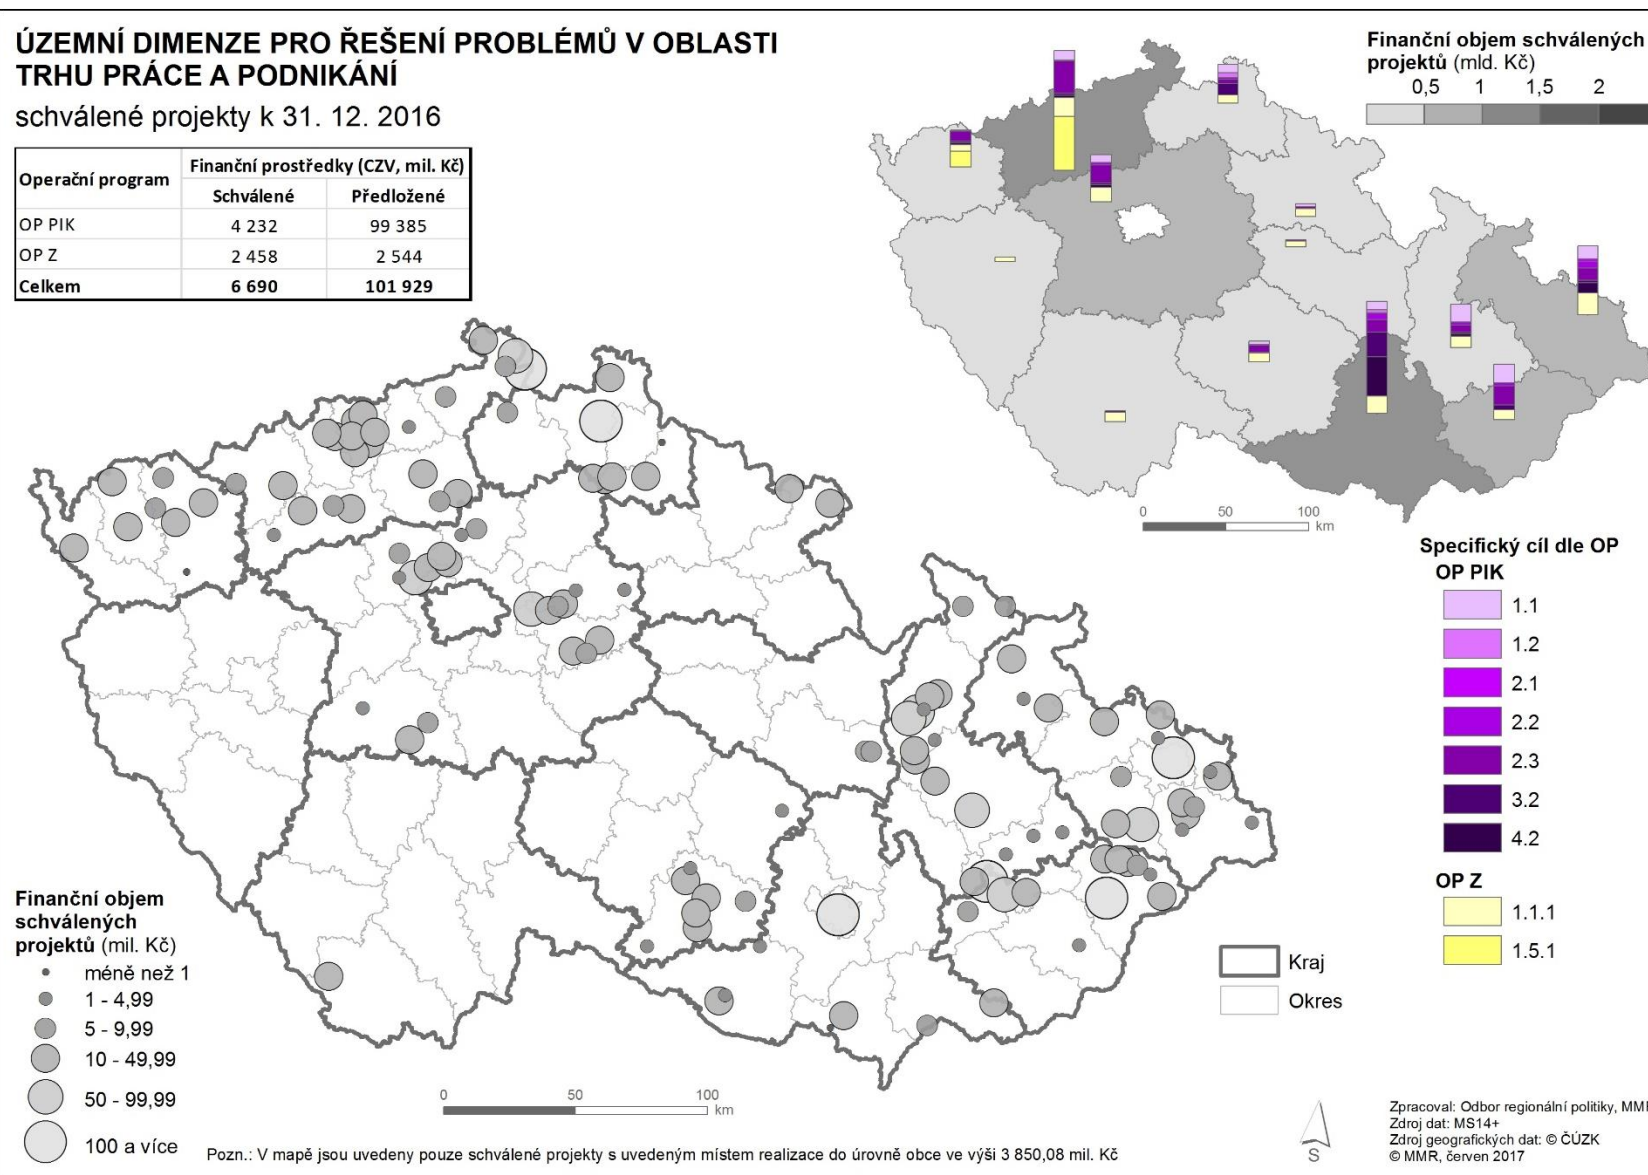 ÚZEMNÍ DIMENZE PRO ŘEŠENÍ PROBLÉMŮ V OBLASTI
TRHU PRÁCE A PODNIKÁNÍ
schválené projekty k 31. 12. 2016
Operační program
Finanční prostředky (CZV, mil. Kč)
Schválené Předložené
OP PIK 4 232 99 385
OP Z 2 458 2 544
Celkem 6 690 101 929
Finanční objem schválených
projektů (mld. Kč)
0,5 1 1,5 2
0 50 100
km
Specifický cíl dle OP
OP PIK
1.1
1.2
2.1
2.2
2.3
3.2
4.2
OP Z
1.1.1
1.5.1
Finanční objem
schválených
projektů (mil. Kč)
méně než 1
1 - 4,99
5 - 9,99
10 - 49,99
50 - 99,99
100 a více
Kraj
Okres
0 50 100
km
S
Pozn.: V mapě jsou uvedeny pouze schválené projekty s uvedeným místem realizace do úrovně obce ve výši 3 850,08 mil. Kč
Zpracoval: Odbor regionální politiky, MMR
Zdroj dat: MS14+
Zdroj geografických dat: © ČÚZK
© MMR, červen 2017